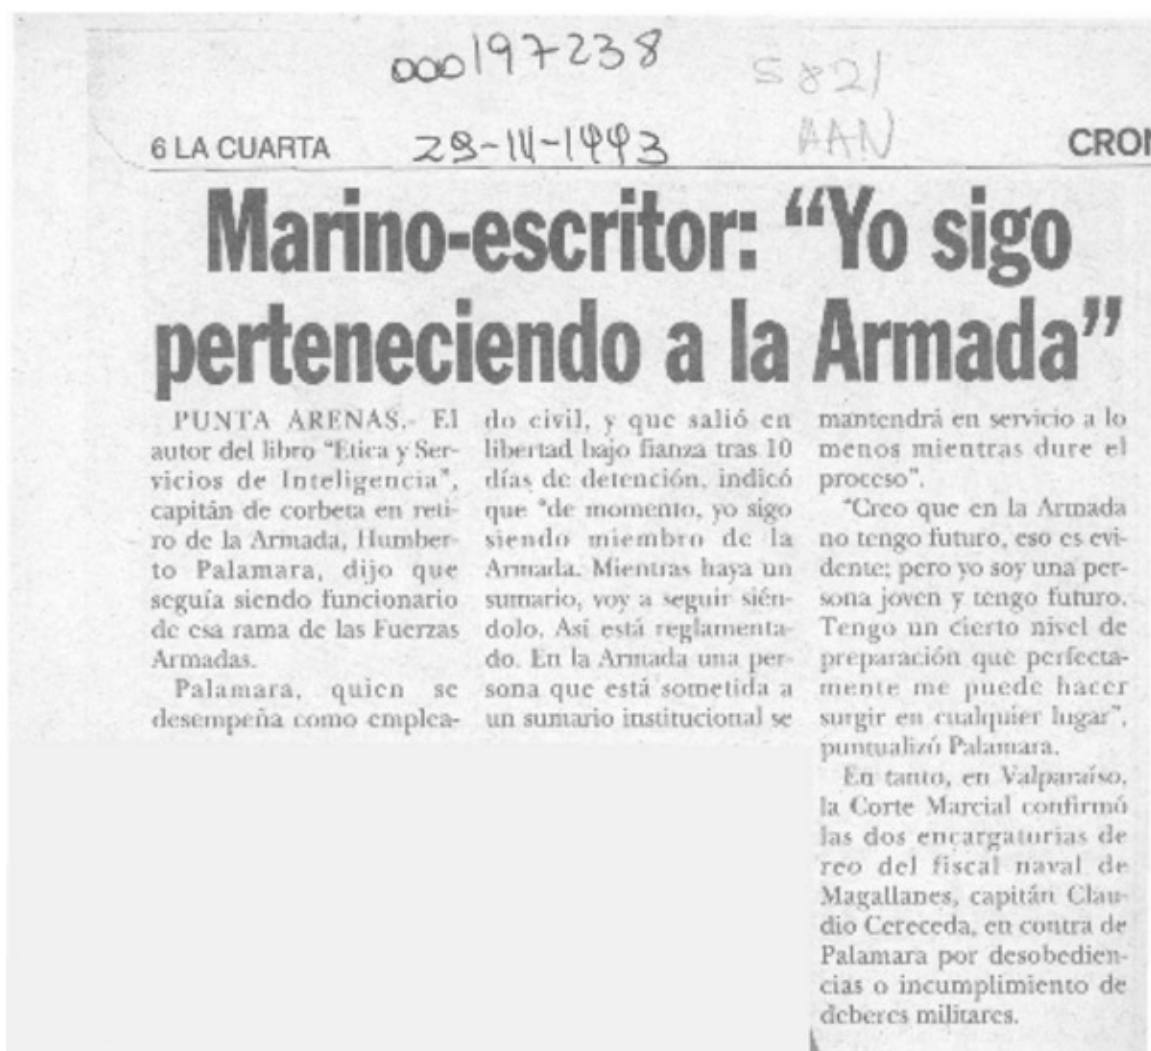 000197238
5821
6 LA CUARTA
29-IV-1993
AAN
CRON
Marino-escritor: “Yo sigo
perteneciendo a la Armada”
PUNTA ARENAS.- El
autor del libro "Etica y Ser-
vicios de Inteligencia",
capitán de corbeta en reti-
ro de la Armada, Humber-
to Palamara, dijo que
seguía siendo funcionario
de esa rama de las Fuerzas
Armadas.
Palamara, quien se
desempeña como emplea-
do civil, y que salió en
libertad bajo fianza tras 10
días de detención, indicó
que "de momento, yo sigo
siendo miembro de la
Armada. Mientras haya un
sumario, voy a seguir sién-
dolo. Así está reglamenta-
do. En la Armada una per-
sona que está sometida a
un sumario institucional se
mantendrá en servicio a lo
menos mientras dure el
proceso".
"Creo que en la Armada
no tengo futuro, eso es evi-
dente; pero yo soy una per-
sona joven y tengo futuro.
Tengo un cierto nivel de
preparación que perfecta-
mente me puede hacer
surgir en cualquier lugar",
puntualizó Palamara.
En tanto, en Valparaíso,
la Corte Marcial confirmó
las dos encargatorias de
reo del fiscal naval de
Magallanes, capitán Clau-
dio Cereceda, en contra de
Palamara por desobedien-
cias o incumplimiento de
deberes militares.